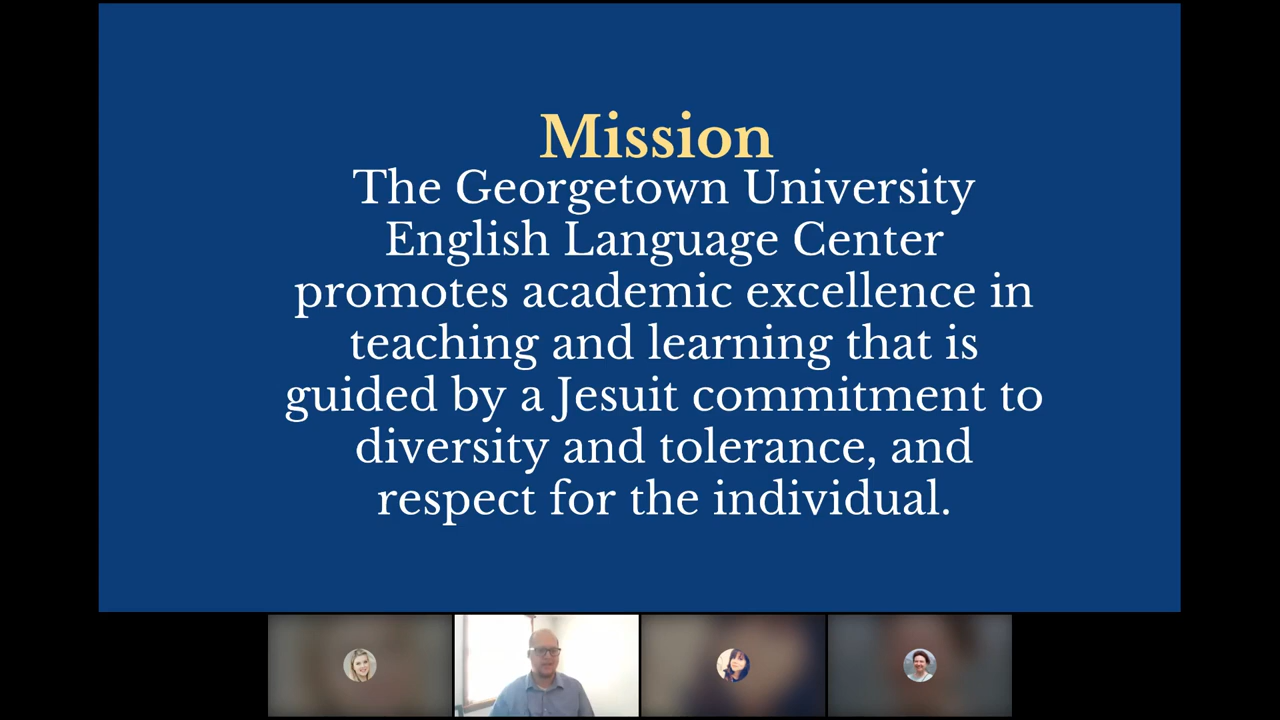 Mission
The Georgetown University
English Language Center
promotes academic excellence in
teaching and learning that is
guided by a Jesuit commitment to
diversity and tolerance, and
respect for the individual.